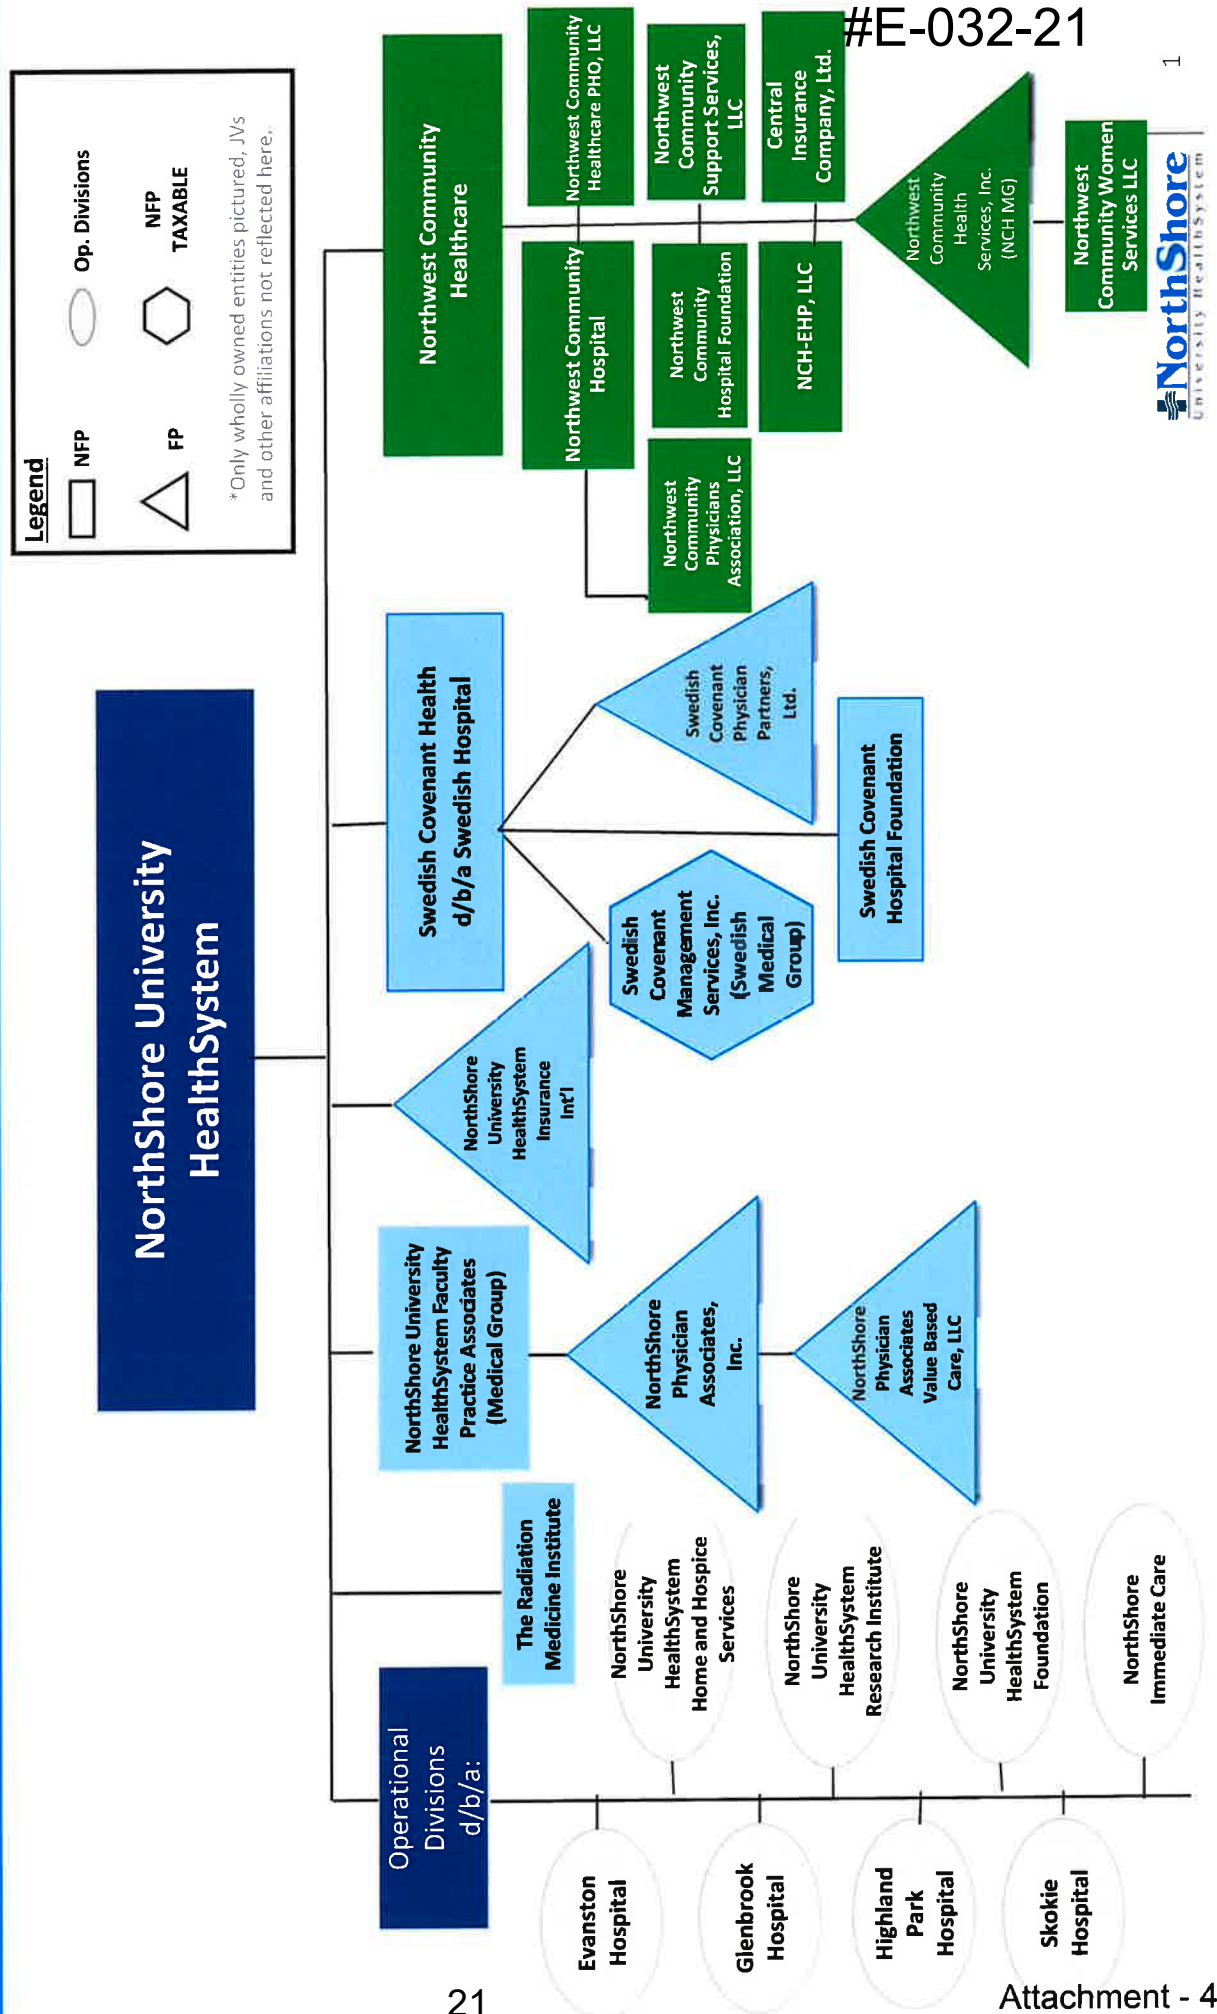 #E-032-21
NorthShore University
HealthSystem
Legend
NFP
Op. Divisions
FP
NFP
TAXABLE
*Only wholly owned entities pictured, JVs
and other affiliations not reflected here.
Operational
Divisions
d/b/a:
Evanston
Hospital
Glenbrook
Hospital
Highland
Park
Hospital
Skokie
Hospital
NorthShore
University
HealthSystem
Home and Hospice
Services
NorthShore
University
HealthSystem
Research Institute
NorthShore
University
HealthSystem
Foundation
NorthShore
Immediate Care
The Radiation
Medicine Institute
NorthShore University
HealthSystem Faculty
Practice Associates
(Medical Group)
NorthShore
Physician
Associates,
Inc.
NorthShore
Physician
Associates
Value Based
Care, LLC
NorthShore
University
HealthSystem
Insurance
Int'l
Swedish Covenant Health
d/b/a Swedish Hospital
Swedish
Covenant
Management
Services, Inc.
(Swedish
Medical
Group)
Swedish Covenant
Hospital Foundation
Swedish
Covenant
Physician
Partners,
Ltd.
Northwest Community
Healthcare
Northwest Community
Hospital
Northwest Community
Healthcare PHO, LLC
Northwest
Community
Physicians
Association, LLC
Northwest
Community
Hospital Foundation
Northwest
Community
Support Services,
LLC
NCH-EHP, LLC
Central
Insurance
Company, Ltd.
Northwest
Community
Health
Services, Inc.
(NCH MG)
Northwest
Community Women
Services LLC
NorthShore
University HealthSystem
1
21
Attachment - 4